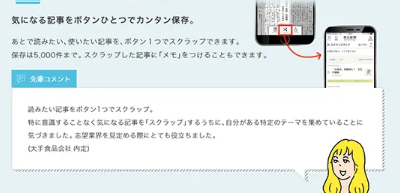 気になる記事をボタンひとつでカンタン保存。
あとで読みたい、使いたい記事を、ボタン1つでスクラップできます。
保存は5,000件まで。スクラップした記事に「メモ」をつけることもできます。
先輩コメント
読みたい記事をボタン1つでスクラップ。
特に意識することなく気になる記事を「スクラップ」するうちに、自分がある特定のテーマを集めていることに
気づきました。志望業界を見定める際にとても役立ちました。
(大手食品会社 内定)